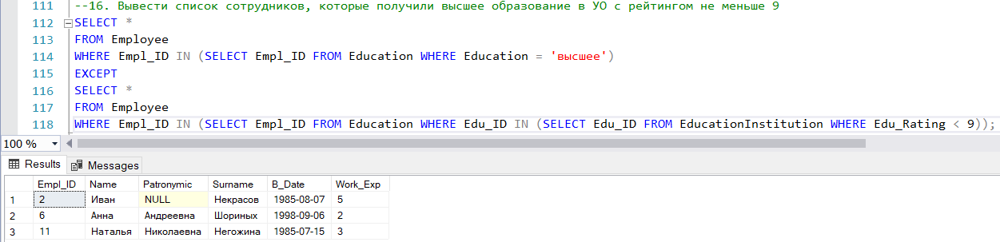 111 --16. Вывести список сотрудников, которые получили высшее образование в УО с рейтингом не меньше 9
112 SELECT *
113 FROM Employee
114 WHERE Empl_ID IN (SELECT Empl_ID FROM Education WHERE Education = 'высшее')
115 EXCEPT
116 SELECT *
117 FROM Employee
118 WHERE Empl_ID IN (SELECT Empl_ID FROM Education WHERE Edu_ID IN (SELECT Edu_ID FROM EducationInstitution WHERE Edu_Rating < 9));
100 %
Results Messages
Empl_ID Name Patronymic Surname B_Date Work_Exp
1 2 Иван NULL Некрасов 1985-08-07 5
2 6 Анна Андреевна Шориных 1998-09-06 2
3 11 Наталья Николаевна Негожина 1985-07-15 3